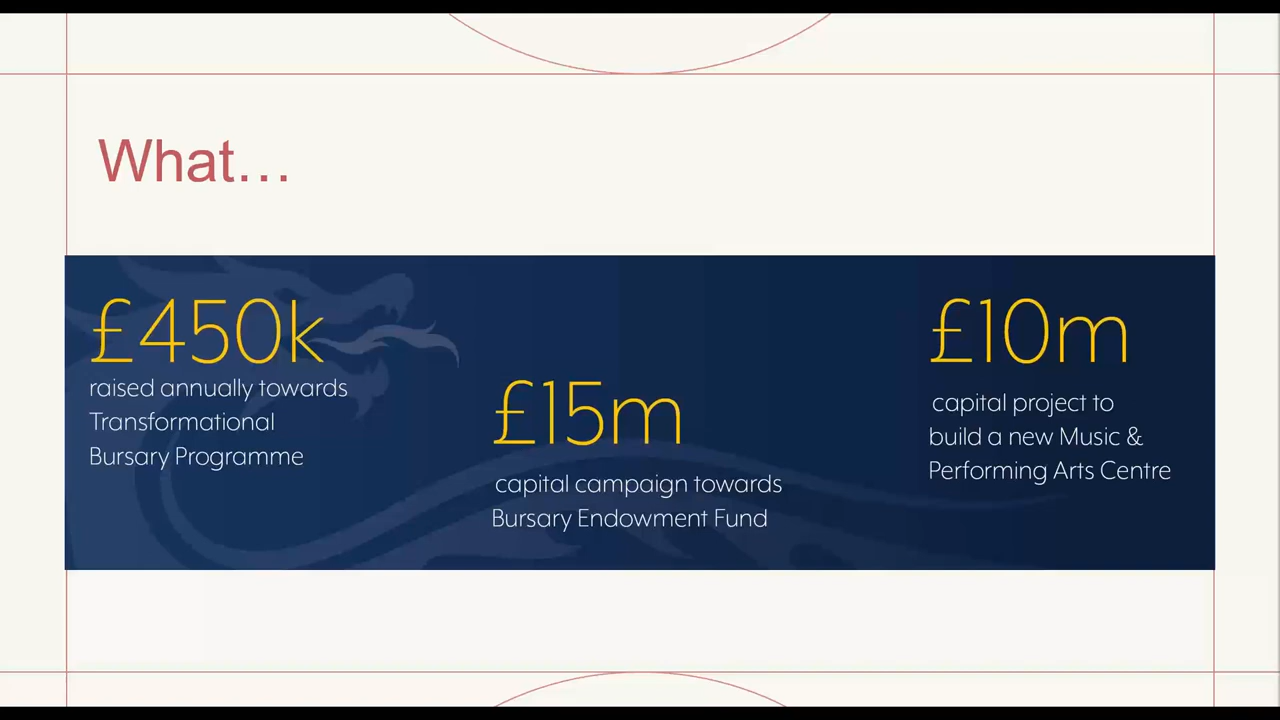 What…
£450k
raised annually towards
Transformational
Bursary Programme
£15m
capital campaign towards
Bursary Endowment Fund
£10m
capital project to
build a new Music &
Performing Arts Centre